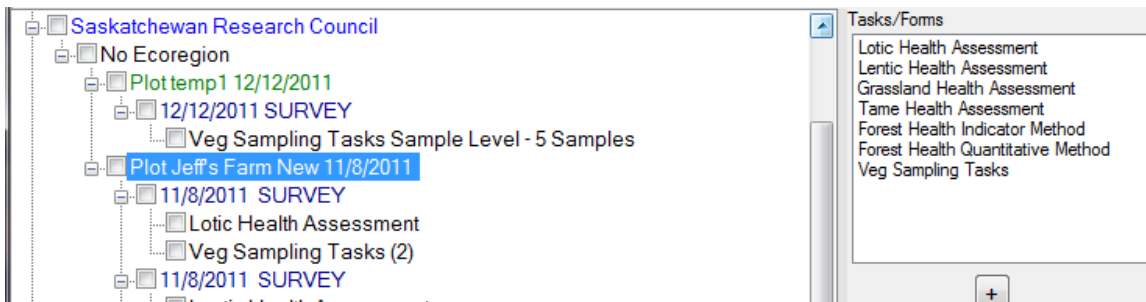 Saskatchewan Research Council
No Ecoregion
Plot temp1 12/12/2011
12/12/2011 SURVEY
Veg Sampling Tasks Sample Level - 5 Samples
Plot Jeff's Farm New 11/8/2011
11/8/2011 SURVEY
Lotic Health Assessment
Veg Sampling Tasks (2)
11/8/2011 SURVEY
Tasks/Forms
Lotic Health Assessment
Lentic Health Assessment
Grassland Health Assessment
Tame Health Assessment
Forest Health Indicator Method
Forest Health Quantitative Method
Veg Sampling Tasks
+